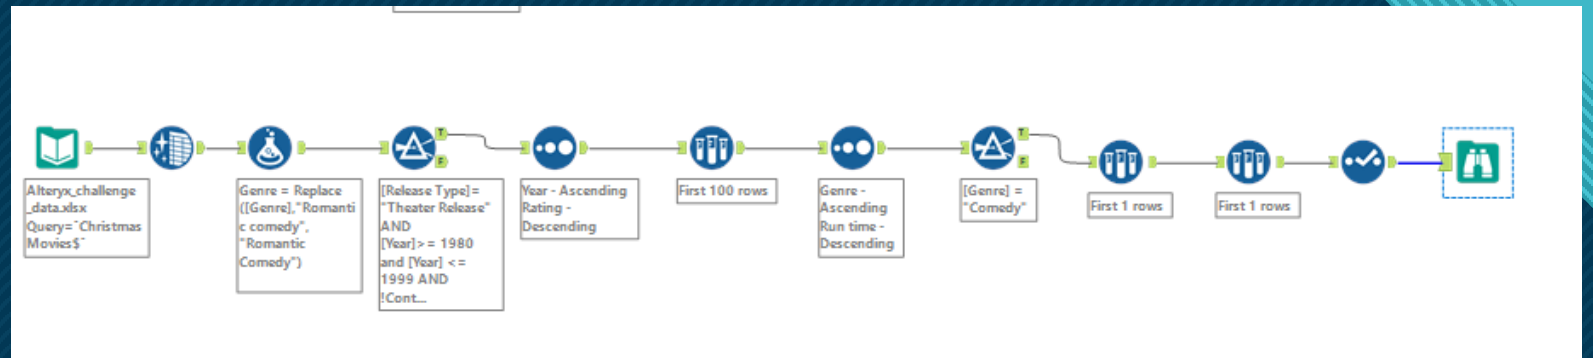 T
F
T
F
Alteryx_challenge
_data.xlsx
Query=`Christmas
Movies$`
Genre = Replace
([Genre],"Romanti
c comedy",
"Romantic
Comedy")
[Release Type]=
"Theater Release"
AND
[Year]>= 1980
and [Year] <=
1999 AND
!Cont...
Year - Ascending
Rating -
Descending
First 100 rows
Genre -
Ascending
Run time -
Descending
[Genre] =
"Comedy"
First 1 rows
First 1 rows